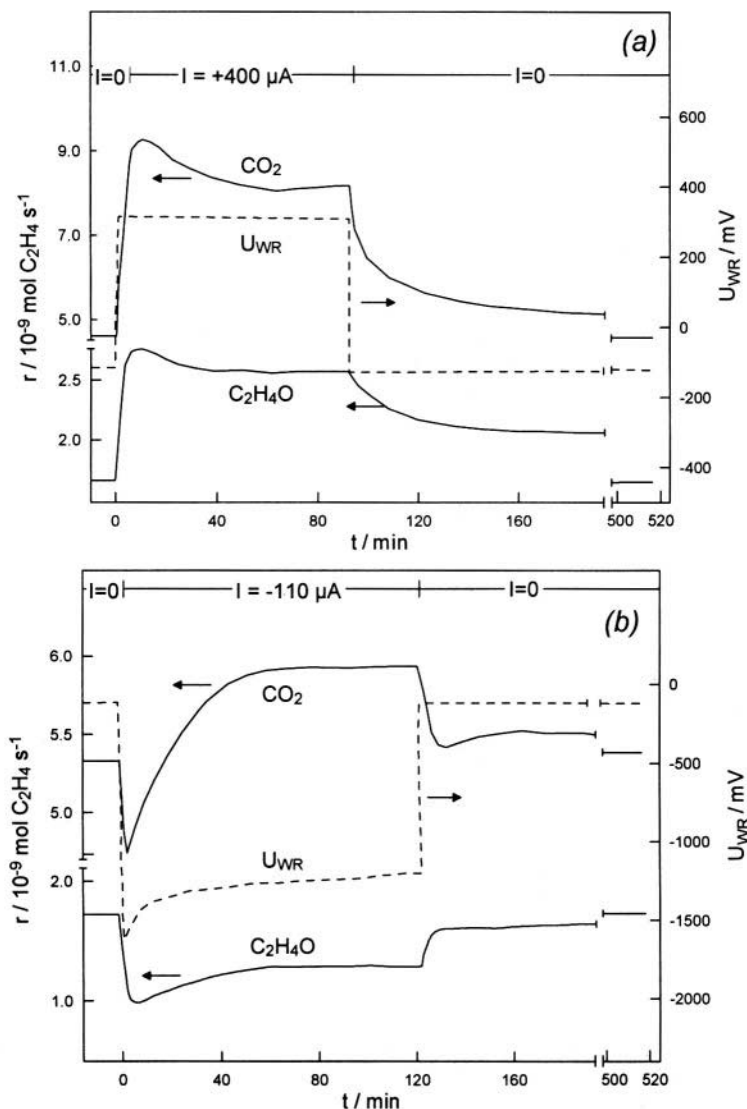 (a)
I=0 I = +400 µA I=0
11.0
9.0
7.0
5.0
2.5
2.0
r / 10⁻⁹ mol C₂H₄ s⁻¹
CO₂
U_WR
C₂H₄O
600
400
200
0
-200
-400
U_WR / mV
0 40 80 120 160 500 520
t / min
(b)
I=0 I = -110 µA I=0
6.0
5.5
5.0
2.0
1.0
r / 10⁻⁹ mol C₂H₄ s⁻¹
CO₂
U_WR
C₂H₄O
0
-500
-1000
-1500
-2000
U_WR / mV
0 40 80 120 160 500 520
t / min